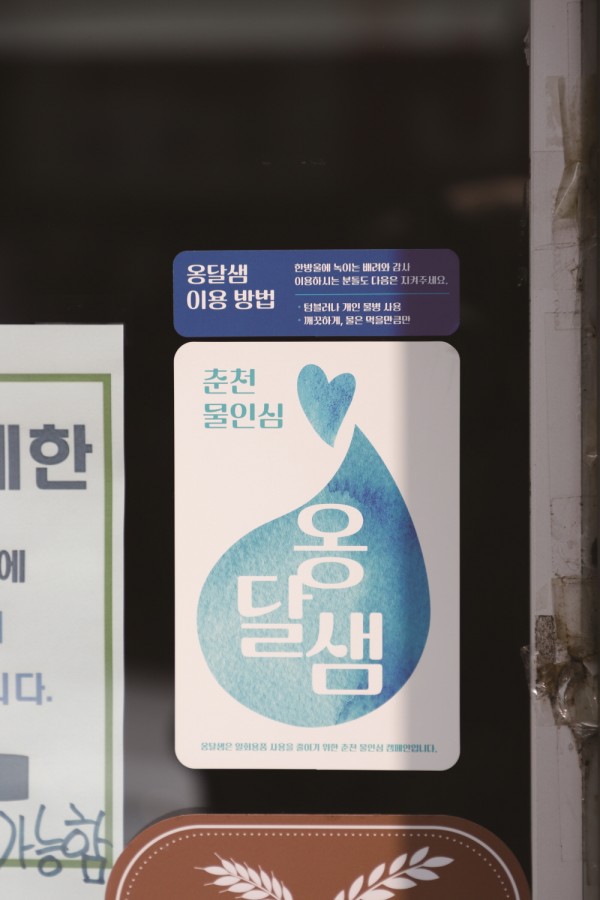 옹달샘
이용 방법
한방울에 녹이는 배려와 감사
이용하시는 분들도 다음은 지켜주세요.
· 텀블러나 개인 물병 사용
· 깨끗하게, 물은 먹을만큼만
춘천
물인심
옹
달샘
옹달샘은 일회용품 사용을 줄이기 위한 춘천 물인심 캠페인입니다.
제한
에
니다.
가능함